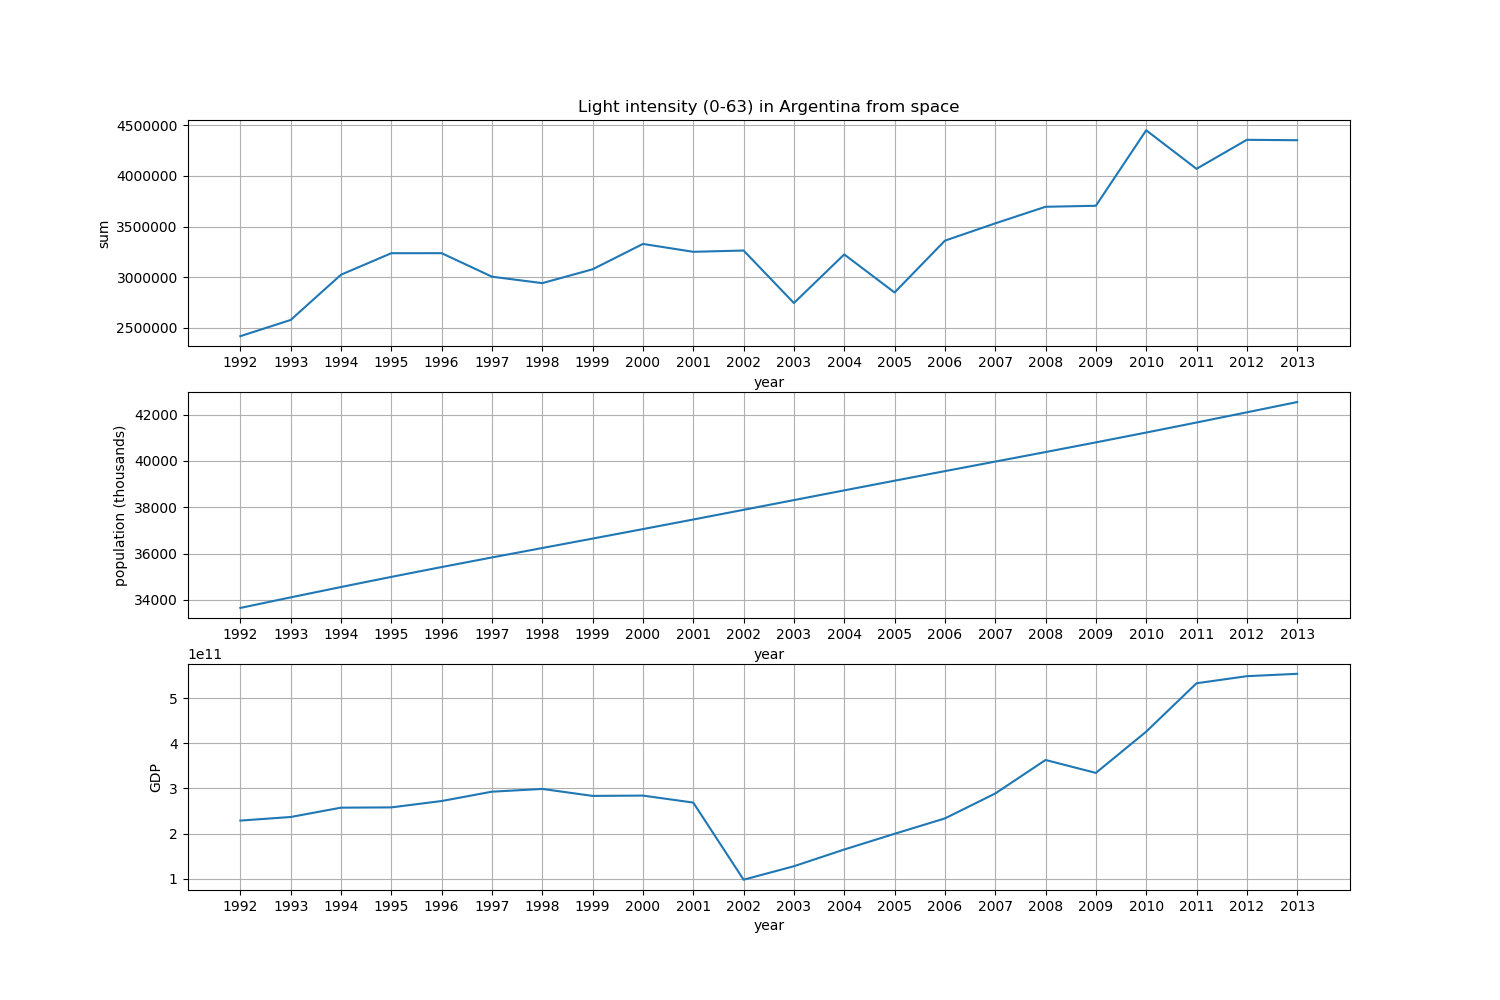 Light intensity (0-63) in Argentina from space
4500000
4000000
3500000
3000000
2500000
sum
1992 1993 1994 1995 1996 1997 1998 1999 2000 2001 2002 2003 2004 2005 2006 2007 2008 2009 2010 2011 2012 2013
year
42000
40000
38000
36000
34000
population (thousands)
1992 1993 1994 1995 1996 1997 1998 1999 2000 2001 2002 2003 2004 2005 2006 2007 2008 2009 2010 2011 2012 2013
year
1e11
5
4
3
2
1
GDP
1992 1993 1994 1995 1996 1997 1998 1999 2000 2001 2002 2003 2004 2005 2006 2007 2008 2009 2010 2011 2012 2013
year